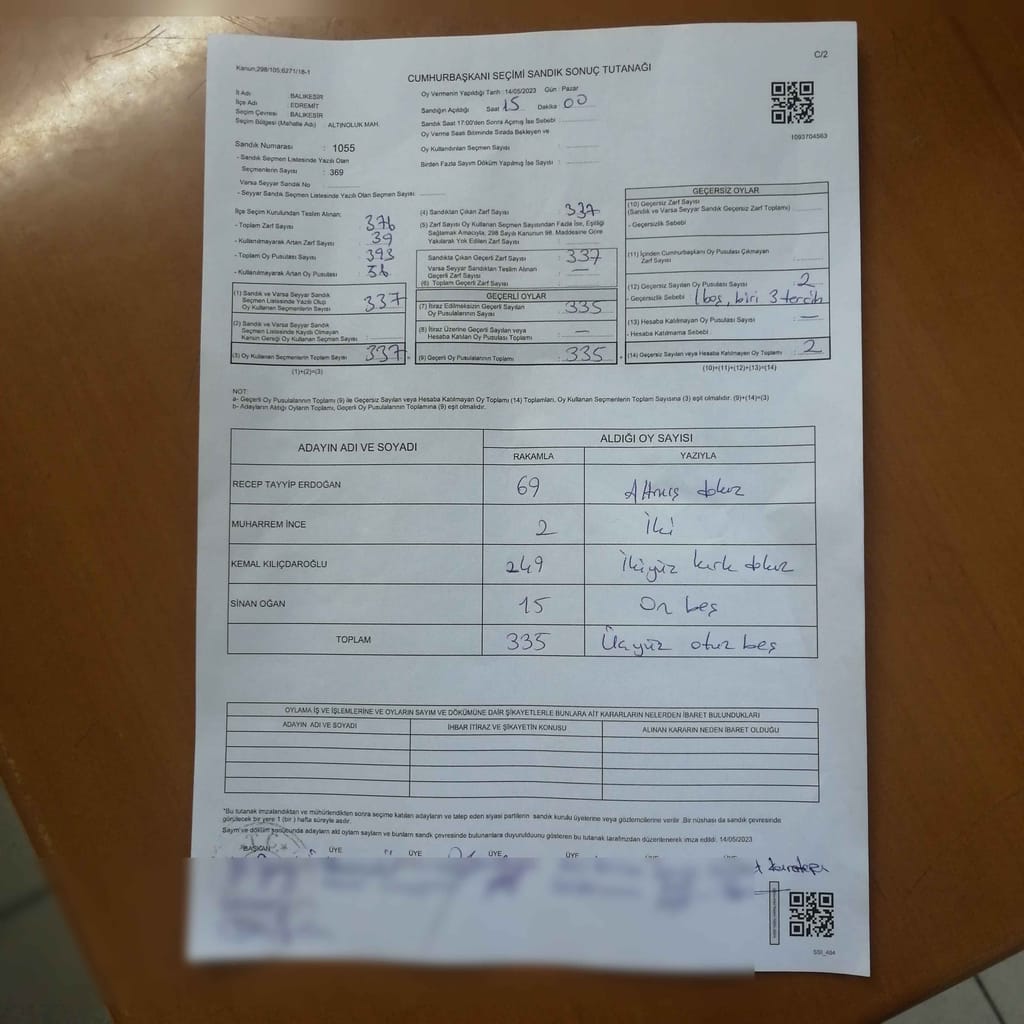 Kanun;298/105;6271/18-1
C/2
CUMHURBAŞKANI SEÇİMİ SANDIK SONUÇ TUTANAĞI
İl Adı : BALIKESİR
İlçe Adı : EDREMİT
Seçim Çevresi : BALIKESİR
Seçim Bölgesi (Mahalle Adı) : ALTINOLUK MAH.
Oy Vermenin Yapıldığı Tarih : 14/05/2023 Gün : Pazar
Sandığın Açıldığı Saat 15 Dakika 00
Sandık Saat 17:00'den Sonra Açılmış İse Sebebi :
Oy Verme Saati Bitiminde Sırada Bekleyen ve
Oy Kullandırılan Seçmen Sayısı :
Birden Fazla Sayım Döküm Yapılmış İse Sayısı :
1093704563
Sandık Numarası : 1055
- Sandık Seçmen Listesinde Yazılı Olan
Seçmenlerin Sayısı : 369
Varsa Seyyar Sandık No :
- Seyyar Sandık Seçmen Listesinde Yazılı Olan Seçmen Sayısı :
İlçe Seçim Kurulundan Teslim Alınan:
- Toplam Zarf Sayısı : 376
- Kullanılmayarak Artan Zarf Sayısı : 39
- Toplam Oy Pusulası Sayısı : 393
- Kullanılmayarak Artan Oy Pusulası :
(1) Sandık ve Varsa Seyyar Sandık
Seçmen Listesinde Yazılı Olup
Oy Kullanan Seçmenlerin Sayısı : 337
(2) Sandık ve Varsa Seyyar Sandık
Seçmen Listesinde Kaydı Olmayan
Kanun Gereği Oy Kullanan Seçmen Sayısı :
(3) Oy Kullanan Seçmenlerin Toplam Sayısı : 337
(1)+(2)=(3)
(4) Sandıktan Çıkan Zarf Sayısı : 337
(5) Zarf Sayısı Oy Kullanan Seçmen Sayısından Fazla İse, Eşitliği
Sağlamak Amacıyla, 298 Sayılı Kanunun 98. Maddesine Göre
Yakılarak Yok Edilen Zarf Sayısı :
Sandıkta Çıkan Geçerli Zarf Sayısı : 337
Varsa Seyyar Sandıktan Teslim Alınan
Geçerli Zarf Sayısı : —
(6) Toplam Geçerli Zarf Sayısı :
GEÇERLİ OYLAR
(7) İtiraz Edilmeksizin Geçerli Sayılan
Oy Pusulasının Sayısı : 335
(8) İtiraz Üzerine Geçerli Sayılan veya
Hesaba Katılan Oy Pusulası Toplamı : —
(9) Geçerli Oy Pusulalarının Toplamı : 335
GEÇERSİZ OYLAR
(10) Geçersiz Zarf Sayısı
(Sandık ve Varsa Seyyar Sandık Geçersiz Zarf Toplamı) :
- Geçersizlik Sebebi :
(11) İçinden Cumhurbaşkanı Oy Pusulası Çıkmayan
Zarf Sayısı :
(12) Geçersiz Sayılan Oy Pusulası Sayısı : 2
- Geçersizlik Sebebi : 1 boş, biri 3 tercih
(13) Hesaba Katılmayan Oy Pusulası Sayısı : —
- Hesaba Katılmama Sebebi :
(14) Geçersiz Sayılan veya Hesaba Katılmayan Oy Toplamı : 2
(10)+(11)+(12)+(13)=(14)
NOT:
a- Geçerli Oy Pusulalarının Toplamı (9) ile Geçersiz Sayılan veya Hesaba Katılmayan Oy Toplamı (14) Toplamları, Oy Kullanan Seçmenlerin Toplam Sayısına (3) eşit olmalıdır. (9)+(14)=(3)
b- Adayların Aldığı Oyların Toplamı, Geçerli Oy Pusulalarının Toplamına (9) eşit olmalıdır.
ADAYIN ADI VE SOYADI ALDIĞI OY SAYISI
RAKAMLA YAZIYLA
RECEP TAYYİP ERDOĞAN 69 Altmış dokuz
MUHARREM İNCE 2 İki
KEMAL KILIÇDAROĞLU 249 İkiyüz kırk dokuz
SİNAN OĞAN 15 On beş
TOPLAM 335 Üçyüz otuz beş
OYLAMA İŞ VE İŞLEMLERİNE VE OYLARIN SAYIM VE DÖKÜMÜNE DAİR ŞİKAYETLERLE BUNLARA AİT KARARLARIN NELERDEN İBARET BULUNDUKLARI
ADAYIN ADI VE SOYADI İHBAR İTİRAZ VE ŞİKAYETİN KONUSU ALINAN KARARIN NEDEN İBARET OLDUĞU
*Bu tutanak imzalandıktan ve mühürlendikten sonra seçime katılan adayların ve talep eden siyasi partilerin sandık kurulu üyelerine veya gözlemcilerine verilir .Bir nüshası da sandık çevresinde
görülecek bir yere 1 (bir ) hafta süreyle asılır.
Sayım ve döküm sonucunda adayların aldığı oyların sayılarını ve bunların sandık çevresinde bulunanlara duyurulduğunu gösteren bu tutanak tarafımızdan düzenlenerek imza edildi. 14/05/2023
BAŞKAN ÜYE ÜYE ÜYE ÜYE
SSI_404